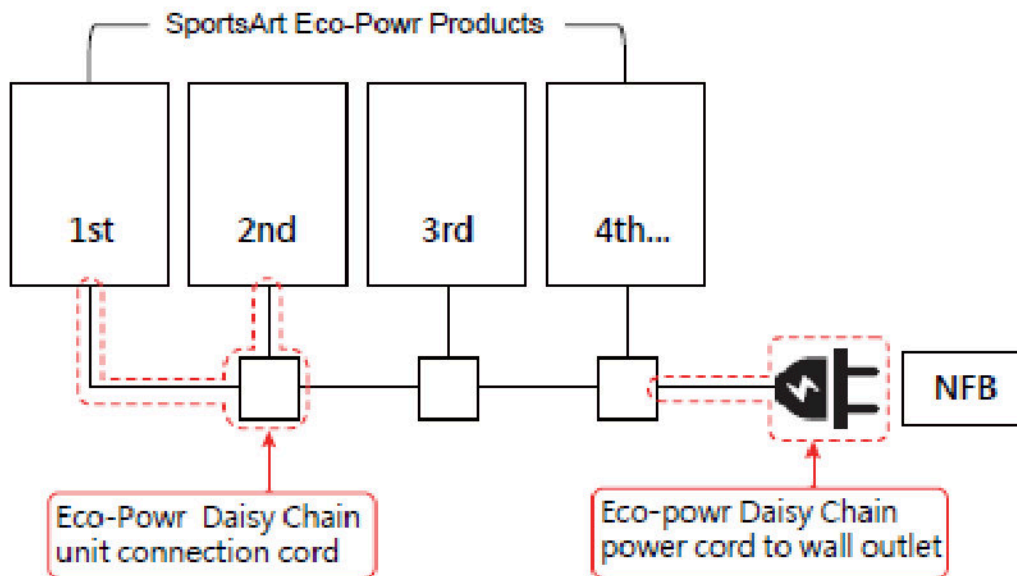 SportsArt Eco-Powr Products
1st
2nd
3rd
4th...
NFB
Eco-Powr Daisy Chain
unit connection cord
Eco-powr Daisy Chain
power cord to wall outlet